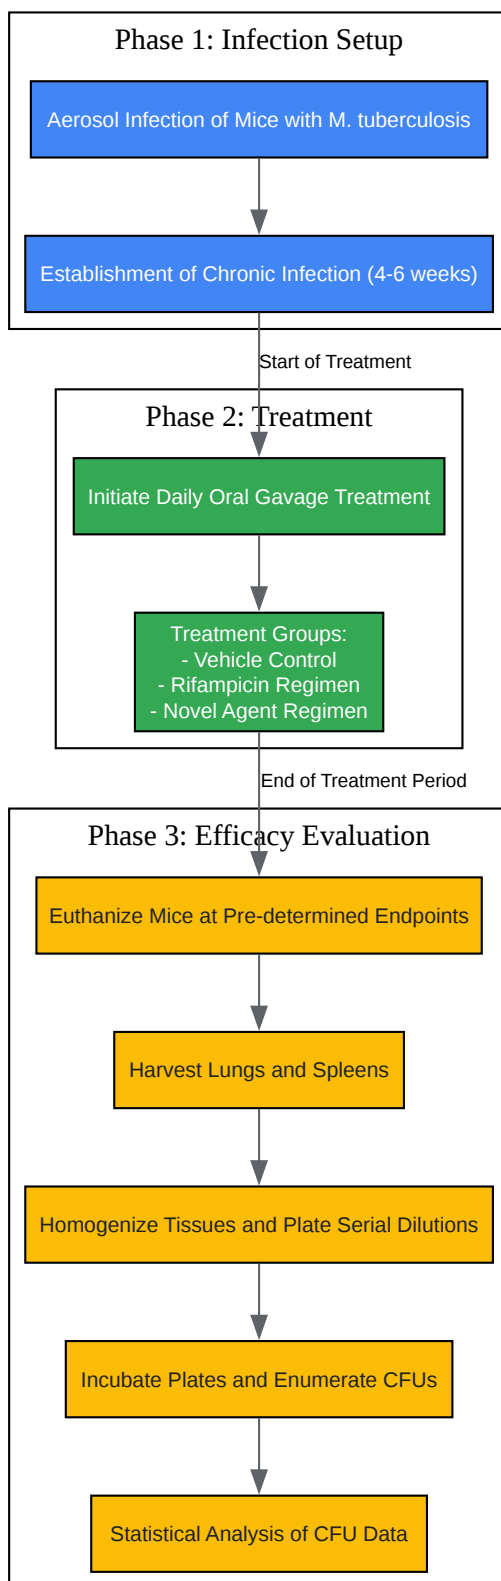 Phase 1: Infection Setup
Aerosol Infection of Mice with M. tuberculosis
Establishment of Chronic Infection (4-6 weeks)
Start of Treatment
Phase 2: Treatment
Initiate Daily Oral Gavage Treatment
Treatment Groups:
- Vehicle Control
- Rifampicin Regimen
- Novel Agent Regimen
End of Treatment Period
Phase 3: Efficacy Evaluation
Euthanize Mice at Pre-determined Endpoints
Harvest Lungs and Spleens
Homogenize Tissues and Plate Serial Dilutions
Incubate Plates and Enumerate CFUs
Statistical Analysis of CFU Data